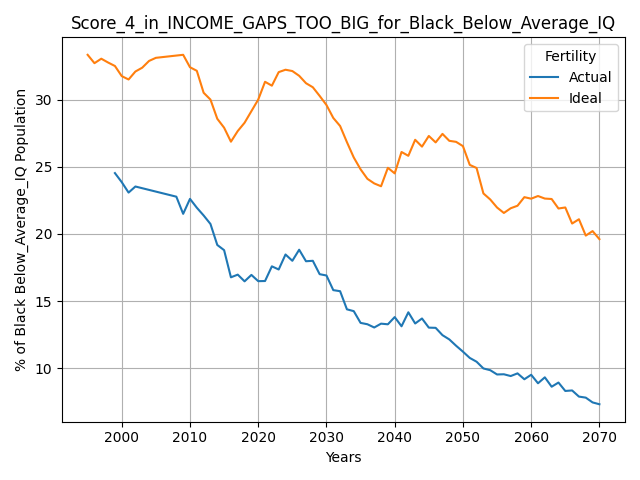 Score_4_in_INCOME_GAPS_TOO_BIG_for_Black_Below_Average_IQ
Fertility
Actual
Ideal
% of Black Below_Average_IQ Population
30
25
20
15
10
2000 2010 2020 2030 2040 2050 2060 2070
Years